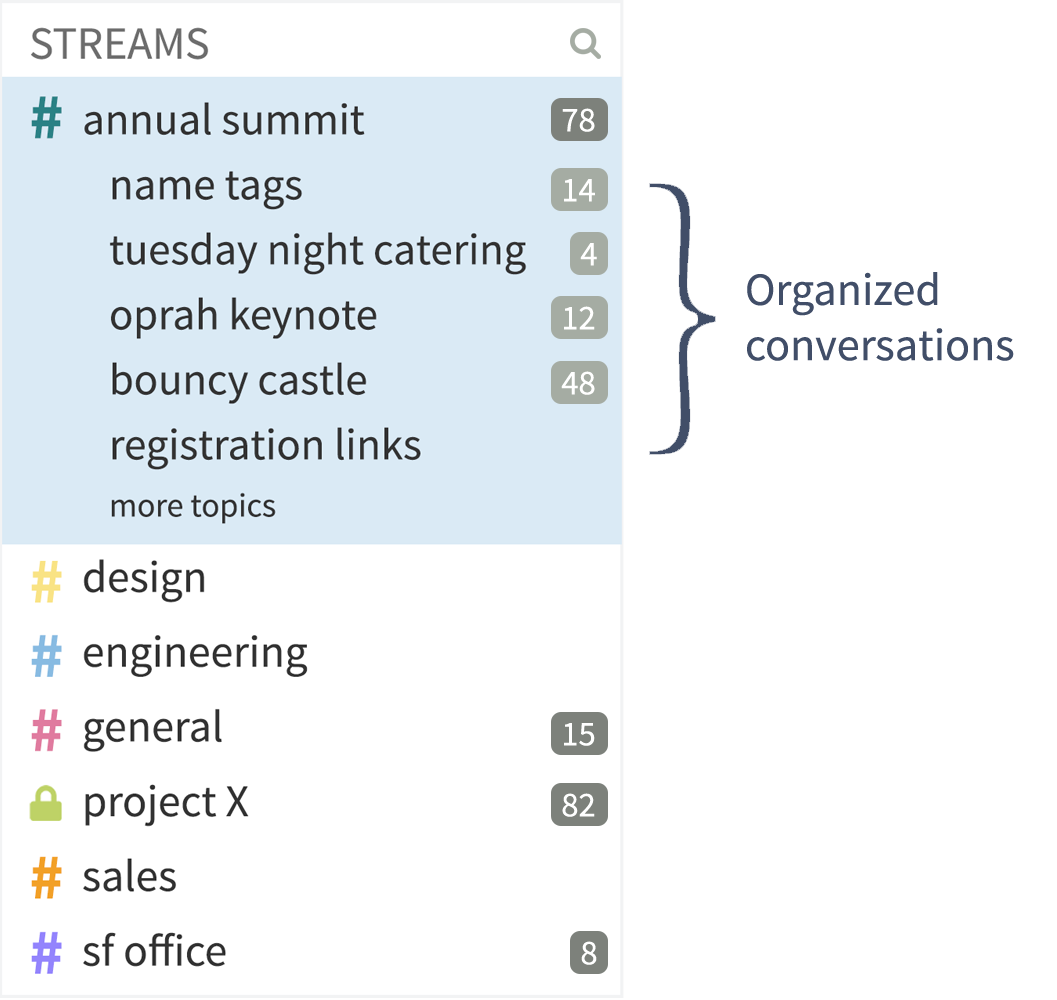 STREAMS
# annual summit 78
name tags 14
tuesday night catering 4
oprah keynote 12
bouncy castle 48
registration links
more topics
Organized
conversations
# design
# engineering
# general 15
project X 82
# sales
# sf office 8